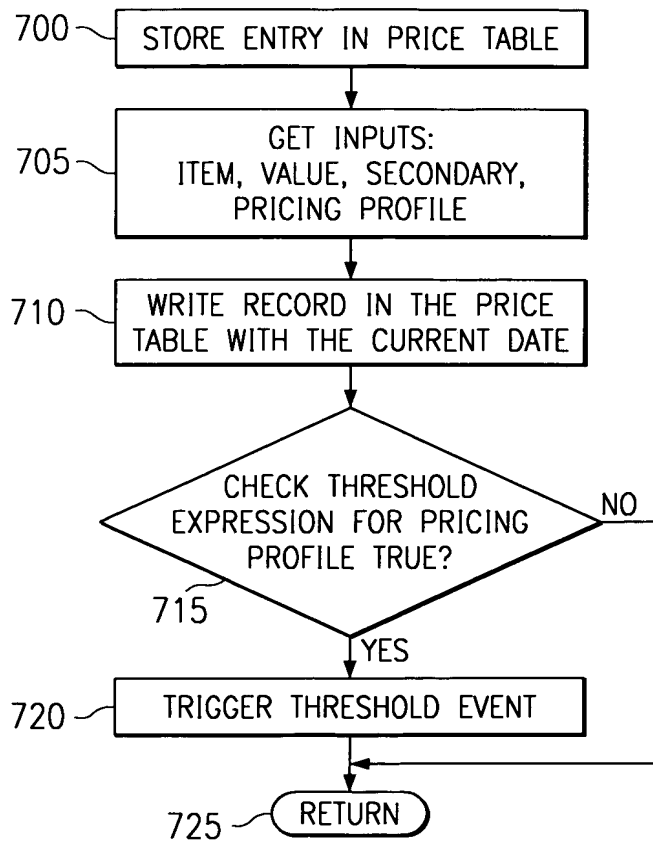 700
STORE ENTRY IN PRICE TABLE
705
GET INPUTS:
ITEM, VALUE, SECONDARY,
PRICING PROFILE
710
WRITE RECORD IN THE PRICE
TABLE WITH THE CURRENT DATE
CHECK THRESHOLD
EXPRESSION FOR PRICING
PROFILE TRUE?
NO
715
YES
720
TRIGGER THRESHOLD EVENT
725
RETURN